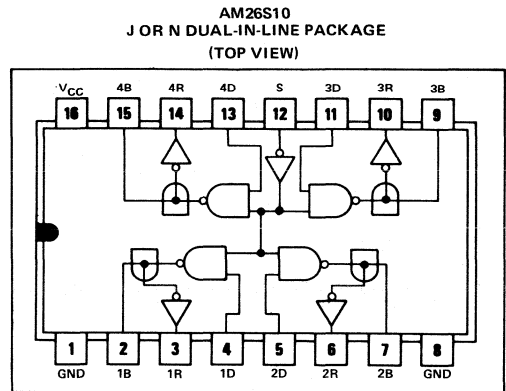 AM26S10
J OR N DUAL-IN-LINE PACKAGE
(TOP VIEW)
VCC 4B 4R 4D S 3D 3R 3B
16 15 14 13 12 11 10 9
1 2 3 4 5 6 7 8
GND 1B 1R 1D 2D 2R 2B GND